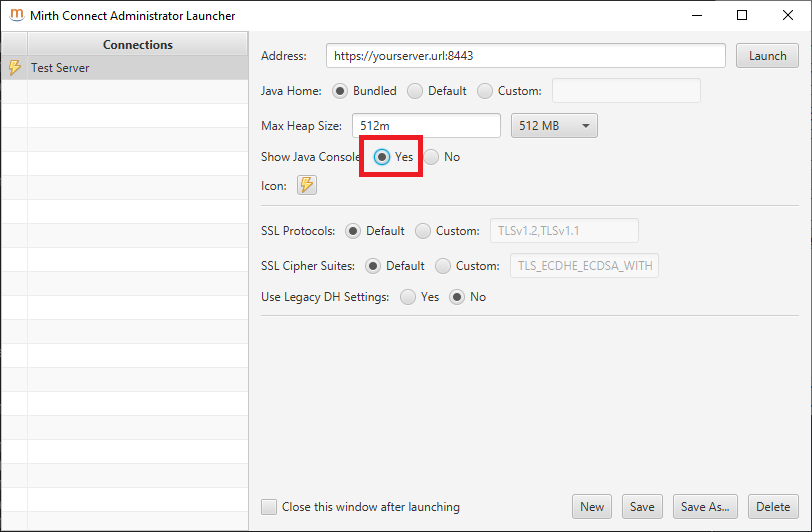 Mirth Connect Administrator Launcher
Connections
Test Server
Address: https://yourserver.url:8443 Launch
Java Home: Bundled Default Custom:
Max Heap Size: 512m 512 MB
Show Java Console Yes No
Icon:
SSL Protocols: Default Custom: TLSv1.2,TLSv1.1
SSL Cipher Suites: Default Custom: TLS_ECDHE_ECDSA_WITH
Use Legacy DH Settings: Yes No
Close this window after launching New Save Save As... Delete